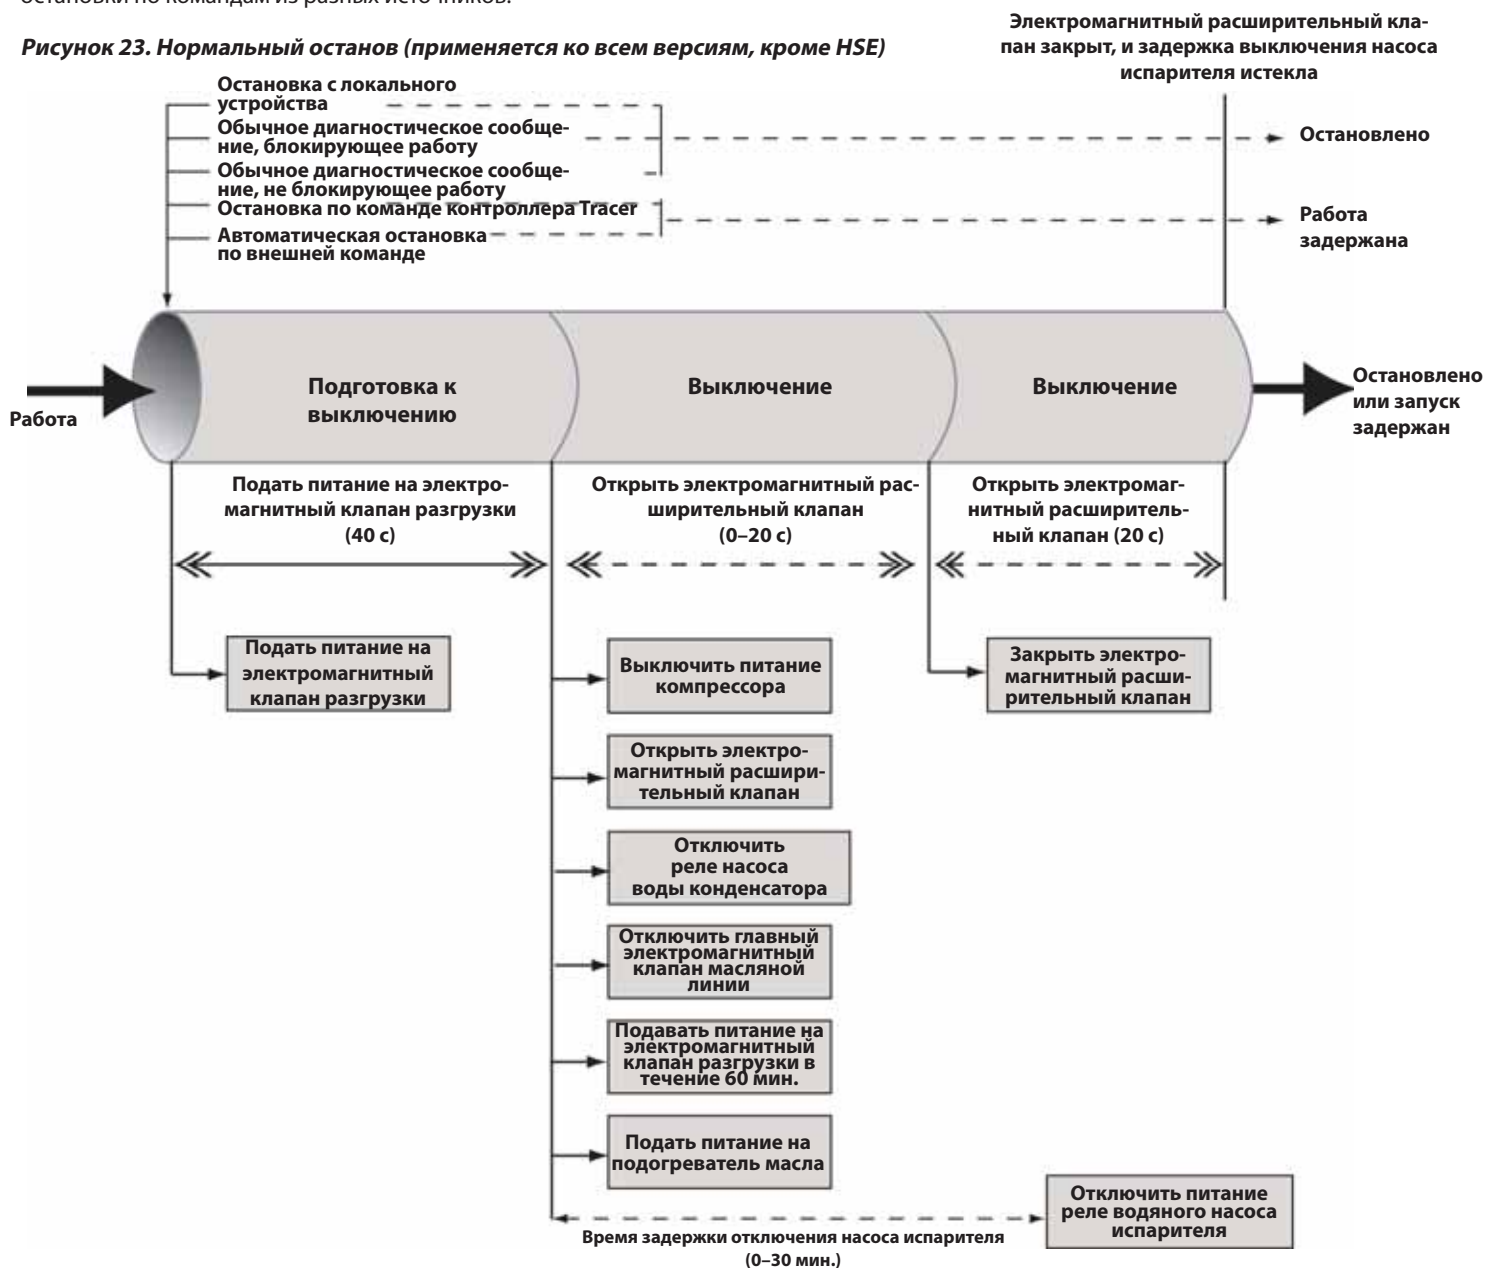 остановки по командам из разных источников.
Рисунок 23. Нормальный останов (применяется ко всем версиям, кроме HSE)
Электромагнитный расширительный кла-
пан закрыт, и задержка выключения насоса
испарителя истекла
Остановка с локального
устройства
Обычное диагностическое сообще-
ние, блокирующее работу
Обычное диагностическое сообще-
ние, не блокирующее работу
Остановка по команде контроллера Tracer
Автоматическая остановка
по внешней команде
Остановлено
Работа
задержана
Работа
Подготовка к
выключению
Выключение
Выключение
Остановлено
или запуск
задержан
Подать питание на электро-
магнитный клапан разгрузки
(40 с)
Открыть электромагнитный рас-
ширительный клапан
(0–20 с)
Открыть электромаг-
нитный расширитель-
ный клапан (20 с)
Подать питание на
электромагнитный
клапан разгрузки
Выключить питание
компрессора
Закрыть электро-
магнитный расши-
рительный клапан
Открыть электро-
магнитный расшири-
тельный клапан
Отключить
реле насоса
воды конденсатора
Отключить главный
электромагнитный
клапан масляной
линии
Подавать питание на
электромагнитный
клапан разгрузки в
течение 60 мин.
Подать питание на
подогреватель масла
Отключить питание
реле водяного насоса
испарителя
Время задержки отключения насоса испарителя
(0–30 мин.)